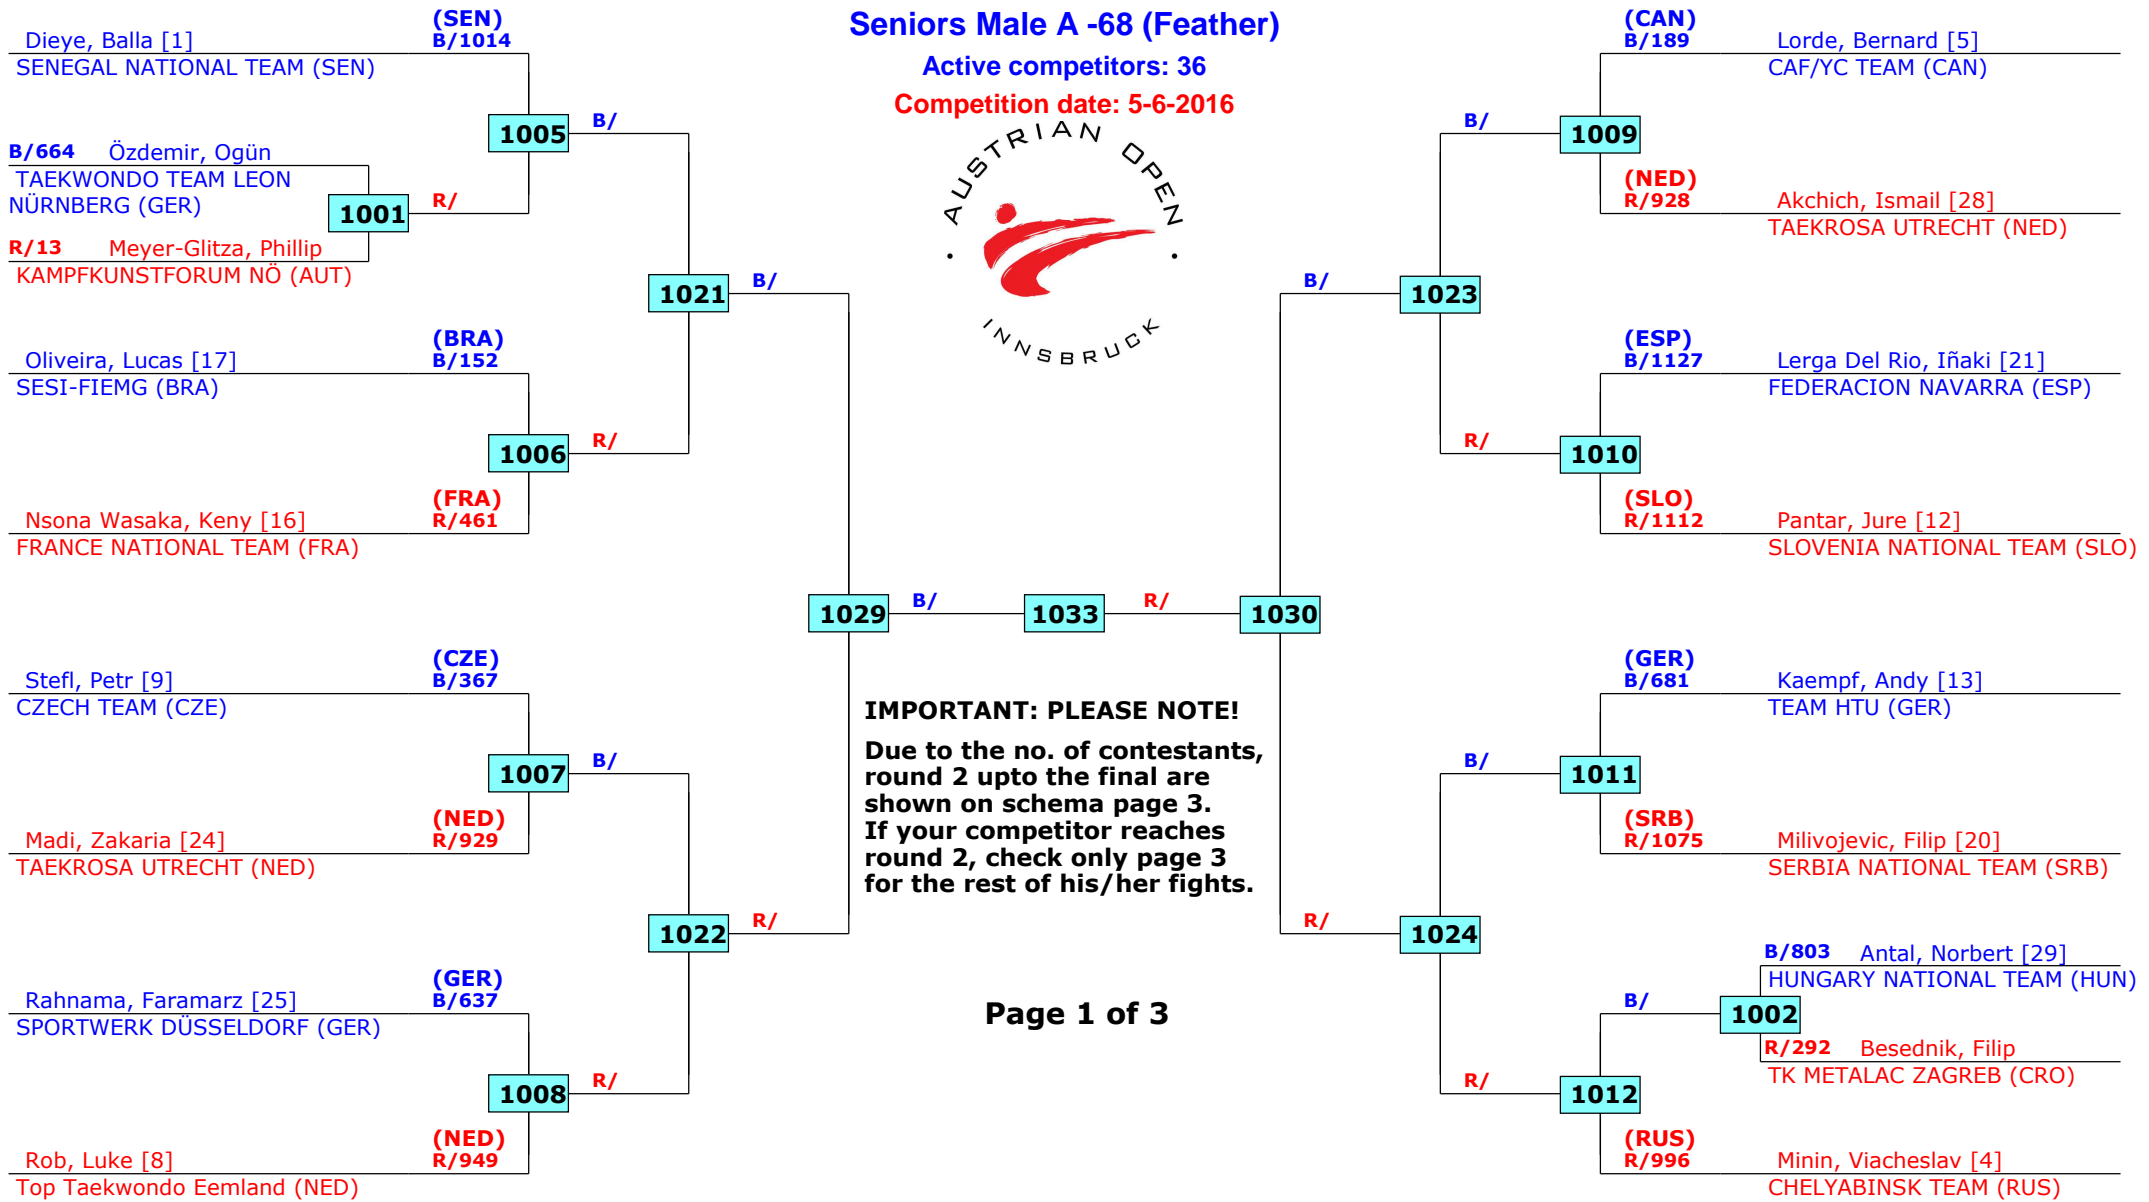 Seniors Male A -68 (Feather)
Active competitors: 36
Competition date: 5-6-2016
AUSTRIAN OPEN
INNSBRUCK
(SEN)
Dieye, Balla [1] B/1014
SENEGAL NATIONAL TEAM (SEN)
1005 B/
B/664 Özdemir, Ogün
TAEKWONDO TEAM LEON
NÜRNBERG (GER)
1001 R/
R/13 Meyer-Glitza, Phillip
KAMPFKUNSTFORUM NÖ (AUT)
1021 B/
(BRA)
Oliveira, Lucas [17] B/152
SESI-FIEMG (BRA)
1006 R/
(FRA)
Nsona Wasaka, Keny [16] R/461
FRANCE NATIONAL TEAM (FRA)
1029 B/ 1033 R/ 1030
(CZE)
Stefl, Petr [9] B/367
CZECH TEAM (CZE)
1007 B/
(NED)
Madi, Zakaria [24] R/929
TAEKROSA UTRECHT (NED)
1022 R/
(GER)
Rahnama, Faramarz [25] B/637
SPORTWERK DÜSSELDORF (GER)
1008 R/
(NED)
Rob, Luke [8] R/949
Top Taekwondo Eemland (NED)
IMPORTANT: PLEASE NOTE!
Due to the no. of contestants,
round 2 upto the final are
shown on schema page 3.
If your competitor reaches
round 2, check only page 3
for the rest of his/her fights.
Page 1 of 3
(CAN)
B/189 Lorde, Bernard [5]
CAF/YC TEAM (CAN)
B/ 1009
(NED)
R/928 Akchich, Ismail [28]
TAEKROSA UTRECHT (NED)
B/ 1023
(ESP)
B/1127 Lerga Del Rio, Iñaki [21]
FEDERACION NAVARRA (ESP)
R/ 1010
(SLO)
R/1112 Pantar, Jure [12]
SLOVENIA NATIONAL TEAM (SLO)
(GER)
B/681 Kaempf, Andy [13]
TEAM HTU (GER)
B/ 1011
(SRB)
R/1075 Milivojevic, Filip [20]
SERBIA NATIONAL TEAM (SRB)
R/ 1024
B/803 Antal, Norbert [29]
HUNGARY NATIONAL TEAM (HUN)
B/ 1002
R/292 Besednik, Filip
TK METALAC ZAGREB (CRO)
R/ 1012
(RUS)
R/996 Minin, Viacheslav [4]
CHELYABINSK TEAM (RUS)